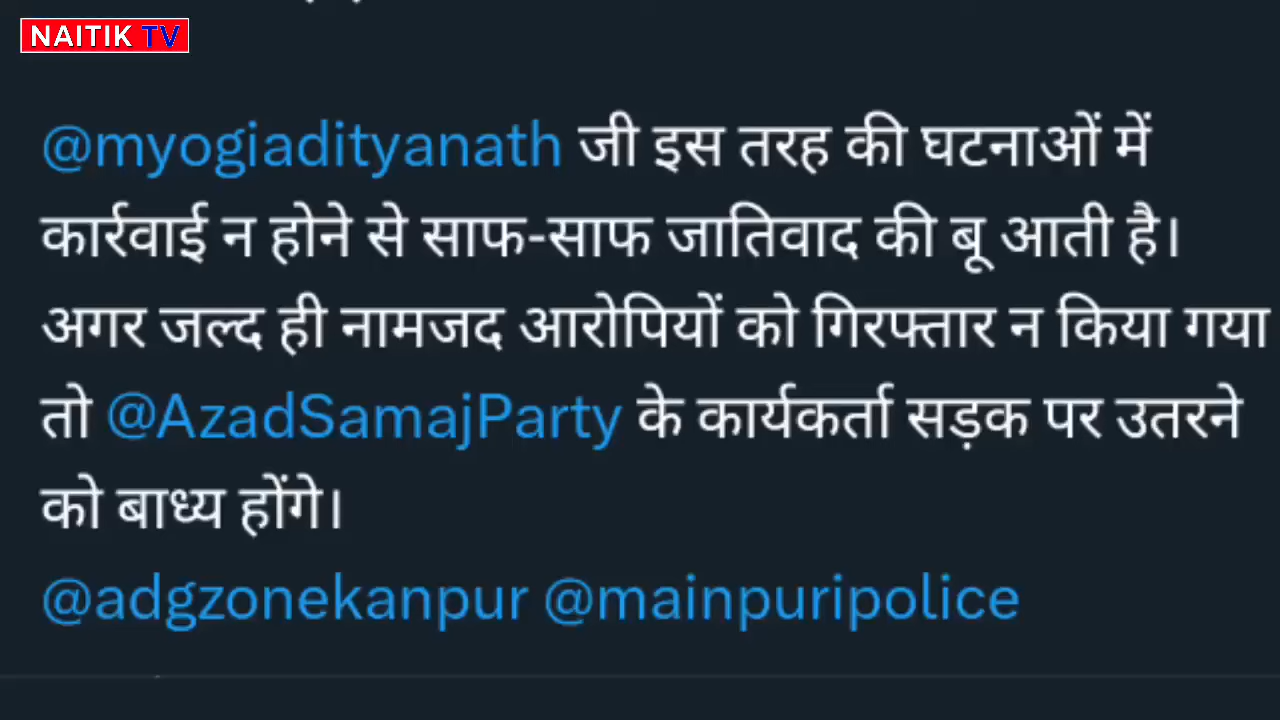 NAITIK TV
@myogiadityanath जी इस तरह की घटनाओं में
कार्रवाई न होने से साफ-साफ जातिवाद की बू आती है।
अगर जल्द ही नामजद आरोपियों को गिरफ्तार न किया गया
तो @AzadSamajParty के कार्यकर्ता सड़क पर उतरने
को बाध्य होंगे।
@adgzonekanpur @mainpuripolice